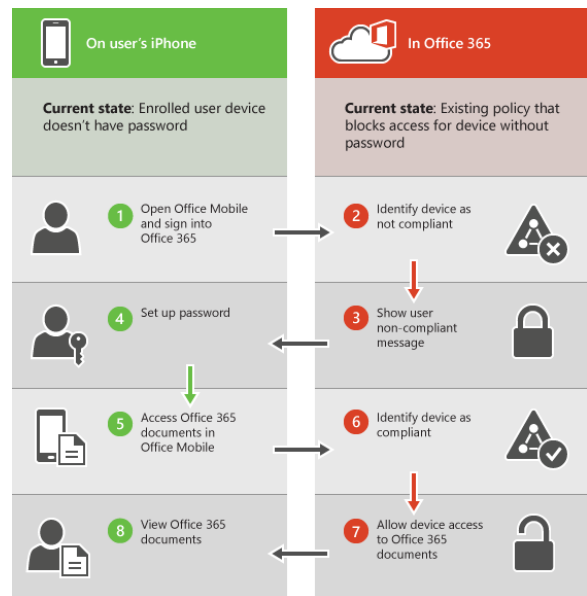 On user's iPhone
In Office 365
Current state: Enrolled user device
doesn't have password
Current state: Existing policy that
blocks access for device without
password
1
Open Office Mobile
and sign into
Office 365
2
Identify device as
not compliant
4
Set up password
3
Show user
non-compliant
message
5
Access Office 365
documents in
Office Mobile
6
Identify device as
compliant
8
View Office 365
documents
7
Allow device access
to Office 365
documents